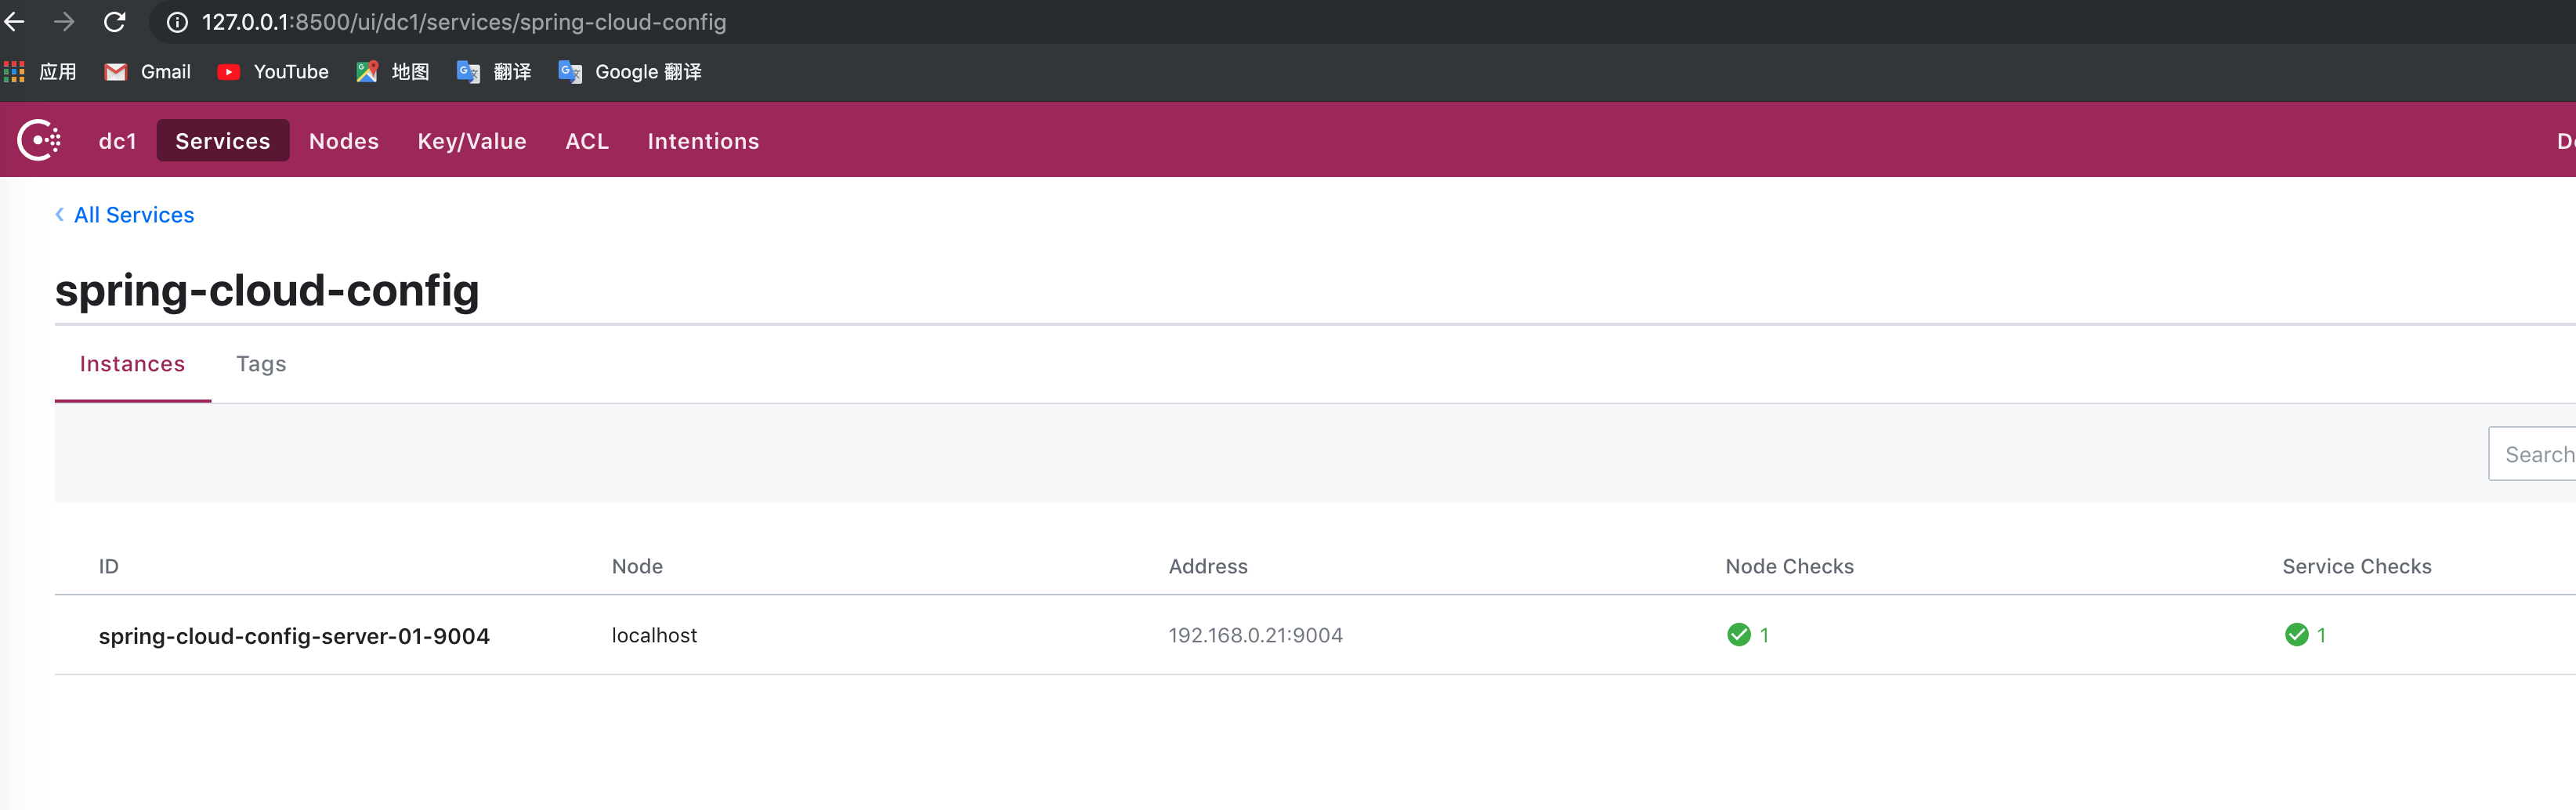 127.0.0.1:8500/ui/dc1/services/spring-cloud-config
应用 Gmail YouTube 地图 翻译 Google 翻译
dc1 Services Nodes Key/Value ACL Intentions
All Services
spring-cloud-config
Instances Tags
Search
ID Node Address Node Checks Service Checks
spring-cloud-config-server-01-9004 localhost 192.168.0.21:9004 1 1